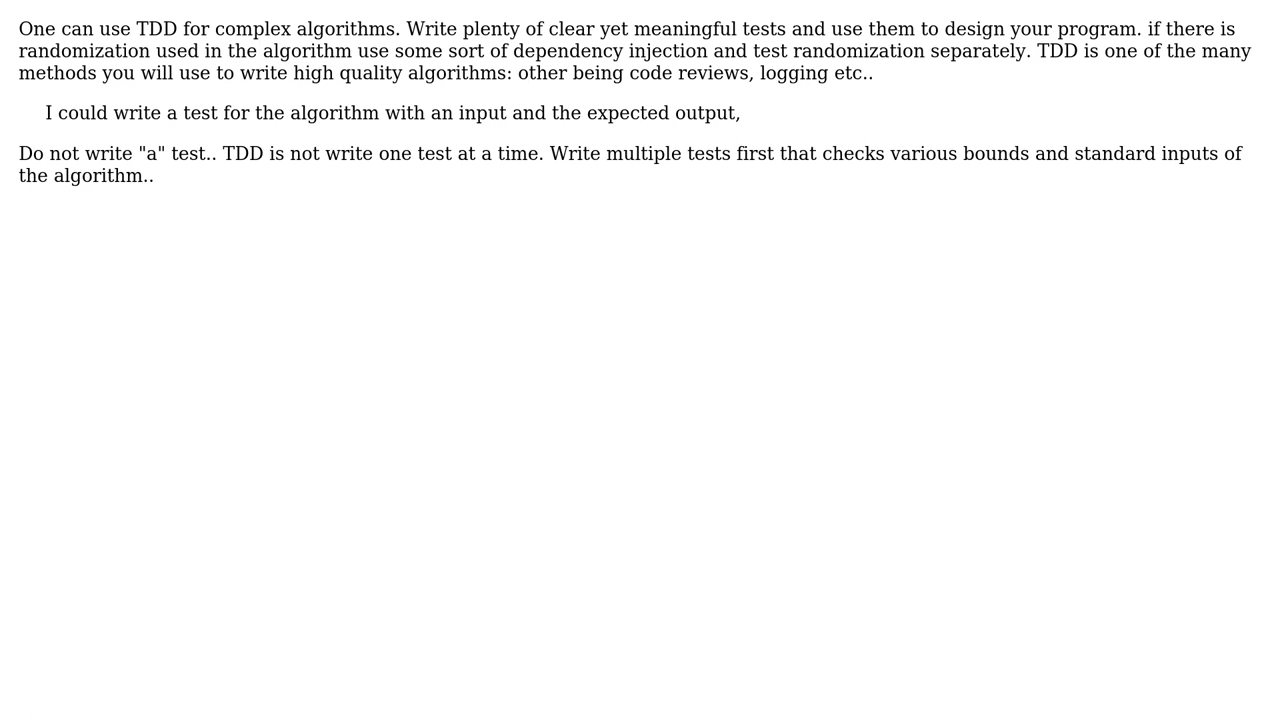 One can use TDD for complex algorithms. Write plenty of clear yet meaningful tests and use them to design your program. if there is
randomization used in the algorithm use some sort of dependency injection and test randomization separately. TDD is one of the many
methods you will use to write high quality algorithms: other being code reviews, logging etc..
I could write a test for the algorithm with an input and the expected output,
Do not write "a" test.. TDD is not write one test at a time. Write multiple tests first that checks various bounds and standard inputs of
the algorithm..